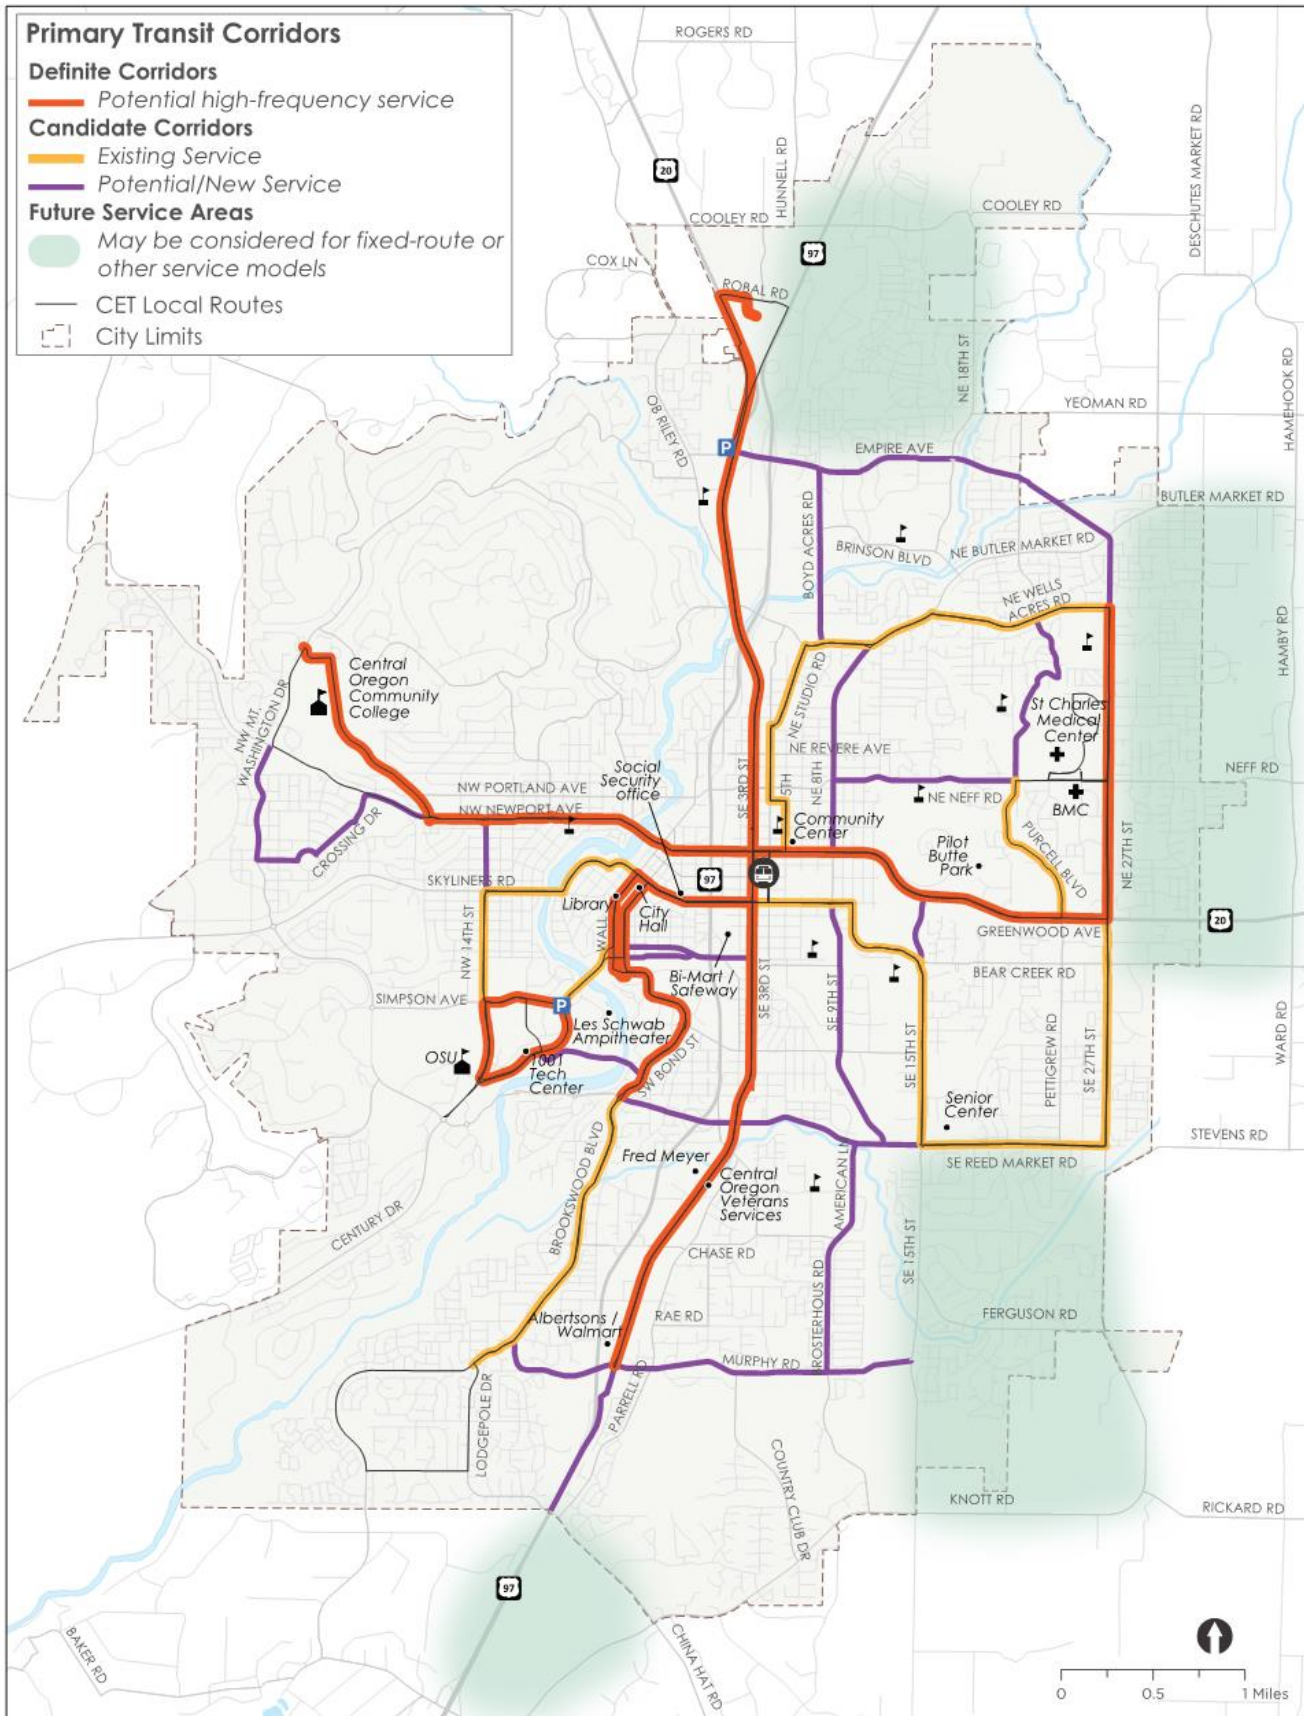 Primary Transit Corridors
Definite Corridors
Potential high-frequency service
Candidate Corridors
Existing Service
Potential/New Service
Future Service Areas
May be considered for fixed-route or
other service models
CET Local Routes
City Limits
ROGERS RD
20
HUNNELL RD
DESCHUTES MARKET RD
COOLEY RD
COOLEY RD
97
COX LN
ROBAL RD
NE 18TH ST
HAMEHOOK RD
OB RILEY RD
YEOMAN RD
P
EMPIRE AVE
BUTLER MARKET RD
BOYD ACRES RD
BRINSON BLVD
NE BUTLER MARKET RD
NE WELLS
ACRES RD
HAMBY RD
Central
Oregon
Community
College
NW MT.
WASHINGTON DR
NE STUDIO RD
St Charles
Medical
Center
NE REVERE AVE
Social
Security
office
NW PORTLAND AVE
NW NEWPORT AVE
SE 3RD ST
5TH
NE 8TH
NE NEFF RD
NEFF RD
BMC
CROSSING DR
Community
Center
Pilot
Butte
Park
PURCELL BLVD
NE 27TH ST
SKYLINERS RD
97
Library
City
Hall
WALL
NW 14TH ST
GREENWOOD AVE
20
Bi-Mart /
Safeway
BEAR CREEK RD
SIMPSON AVE
P
Les Schwab
Ampitheater
SE 3RD ST
SE 9TH ST
SE 15TH ST
PETTIGREW RD
SE 27TH ST
WARD RD
OSU
1001
Tech
Center
SW BOND ST
Senior
Center
STEVENS RD
SE REED MARKET RD
Fred Meyer
BROOKSWOOD BLVD
Central
Oregon
Veterans
Services
AMERICAN LN
CENTURY DR
CHASE RD
SE 15TH ST
Albertsons /
Walmart
RAE RD
BROSTERHOUS RD
FERGUSON RD
MURPHY RD
PARRELL RD
LODGEPOLE DR
COUNTRY CLUB DR
KNOTT RD
RICKARD RD
97
BAKER RD
CHINA HAT RD
0 0.5 1 Miles